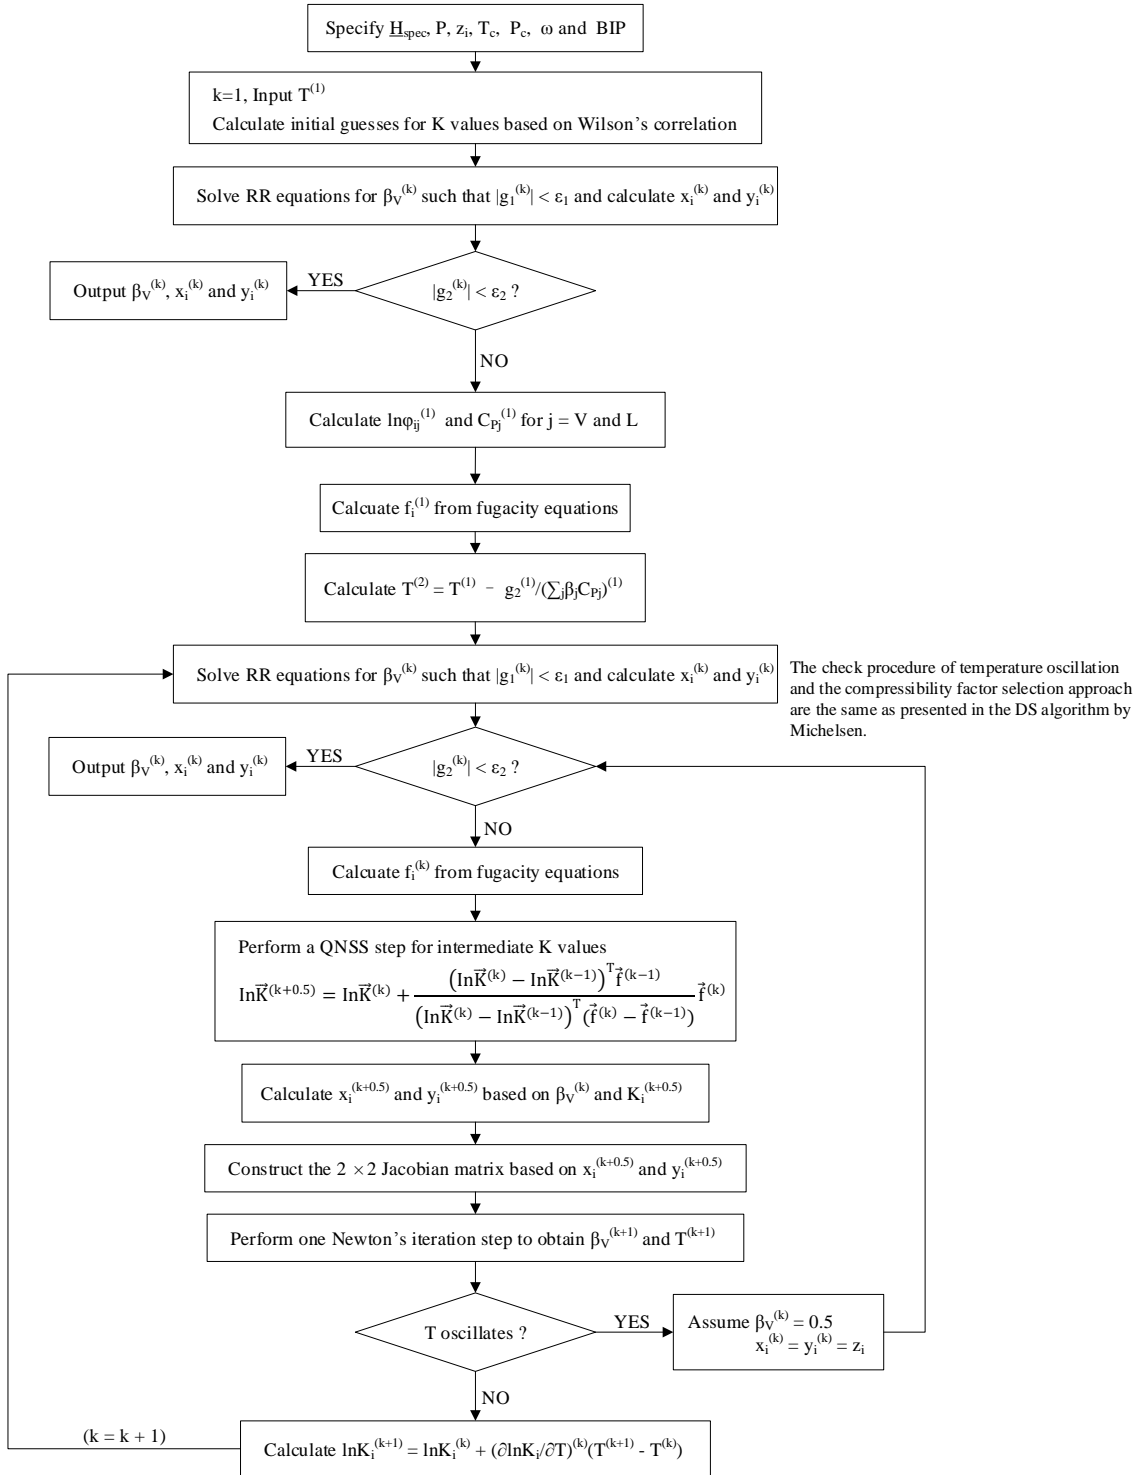 Specify H_spec, P, z_i, T_c, P_c, ω and BIP
k=1, Input T^(1)
Calculate initial guesses for K values based on Wilson's correlation
Solve RR equations for β_V^(k) such that |g_1^(k)| < ε_1 and calculate x_i^(k) and y_i^(k)
YES
Output β_V^(k), x_i^(k) and y_i^(k)
|g_2^(k)| < ε_2 ?
NO
Calculate lnφ_ij^(1) and C_Pj^(1) for j = V and L
Calcuate f_i^(1) from fugacity equations
Calculate T^(2) = T^(1) - g_2^(1)/(∑_jβ_jC_Pj)^(1)
Solve RR equations for β_V^(k) such that |g_1^(k)| < ε_1 and calculate x_i^(k) and y_i^(k)
The check procedure of temperature oscillation
and the compressibility factor selection approach
are the same as presented in the DS algorithm by
Michelsen.
YES
Output β_V^(k), x_i^(k) and y_i^(k)
|g_2^(k)| < ε_2 ?
NO
Calcuate f_i^(k) from fugacity equations
Perform a QNSS step for intermediate K values
lnK⃗^(k+0.5) = lnK⃗^(k) + (lnK⃗^(k) − lnK⃗^(k−1))^T f⃗^(k−1) / (lnK⃗^(k) − lnK⃗^(k−1))^T (f⃗^(k) − f⃗^(k−1)) f⃗^(k)
Calculate x_i^(k+0.5) and y_i^(k+0.5) based on β_V^(k) and K_i^(k+0.5)
Construct the 2 ×2 Jacobian matrix based on x_i^(k+0.5) and y_i^(k+0.5)
Perform one Newton's iteration step to obtain β_V^(k+1) and T^(k+1)
T oscillates ?
YES
Assume β_V^(k) = 0.5
x_i^(k) = y_i^(k) = z_i
NO
(k = k + 1)
Calculate lnK_i^(k+1) = lnK_i^(k) + (∂lnK_i/∂T)^(k)(T^(k+1) - T^(k))